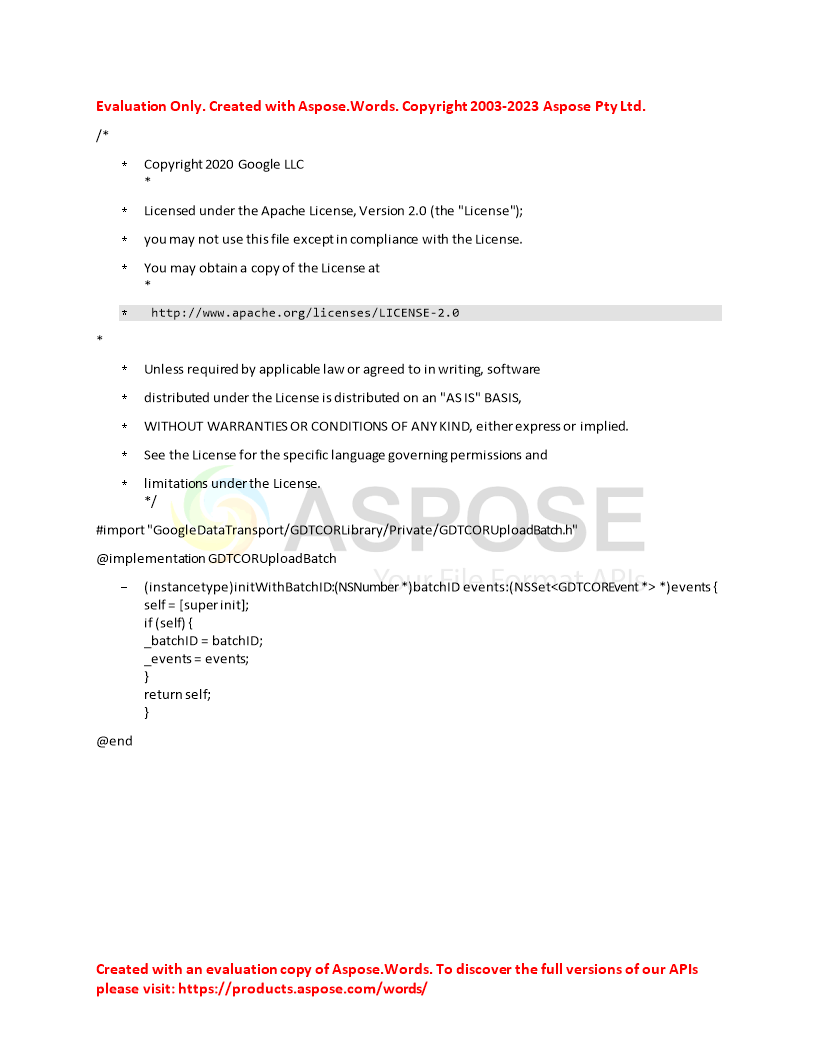 Evaluation Only. Created with Aspose.Words. Copyright 2003-2023 Aspose Pty Ltd.
/*
* Copyright 2020 Google LLC
*
* Licensed under the Apache License, Version 2.0 (the "License");
* you may not use this file except in compliance with the License.
* You may obtain a copy of the License at
*
* http://www.apache.org/licenses/LICENSE-2.0
*
* Unless required by applicable law or agreed to in writing, software
* distributed under the License is distributed on an "AS IS" BASIS,
* WITHOUT WARRANTIES OR CONDITIONS OF ANY KIND, either express or implied.
* See the License for the specific language governing permissions and
* limitations under the License.
*/
ASPOSE
#import "GoogleDataTransport/GDTCORLibrary/Private/GDTCORUploadBatch.h"
@implementation GDTCORUploadBatch
Your File Format APIs
− (instancetype)initWithBatchID:(NSNumber *)batchID events:(NSSet<GDTCOREvent *> *)events {
self = [super init];
if (self) {
_batchID = batchID;
_events = events;
}
return self;
}
@end
Created with an evaluation copy of Aspose.Words. To discover the full versions of our APIs
please visit: https://products.aspose.com/words/